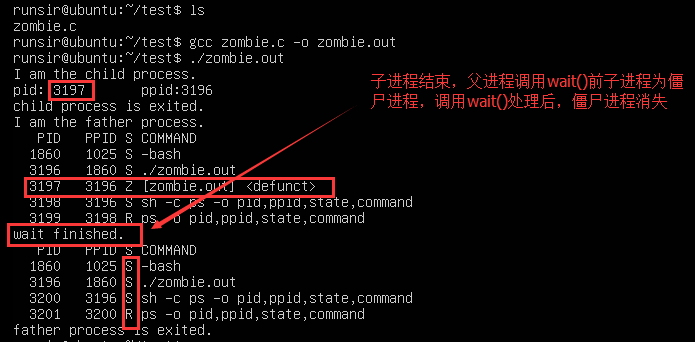 runsir@ubuntu:~/test$ ls
zombie.c
runsir@ubuntu:~/test$ gcc zombie.c -o zombie.out
runsir@ubuntu:~/test$ ./zombie.out
I am the child process.
pid: 3197 ppid:3196
child process is exited.
I am the father process.
PID PPID S COMMAND
1860 1025 S -bash
3196 1860 S ./zombie.out
3197 3196 Z [zombie.out] <defunct>
3198 3196 S sh -c ps -o pid,ppid,state,command
3199 3198 R ps -o pid,ppid,state,command
wait finished.
PID PPID S COMMAND
1860 1025 S -bash
3196 1860 S ./zombie.out
3200 3196 S sh -c ps -o pid,ppid,state,command
3201 3200 R ps -o pid,ppid,state,command
father process is exited.
子进程结束，父进程调用wait()前子进程为僵
尸进程，调用wait()处理后，僵尸进程消失